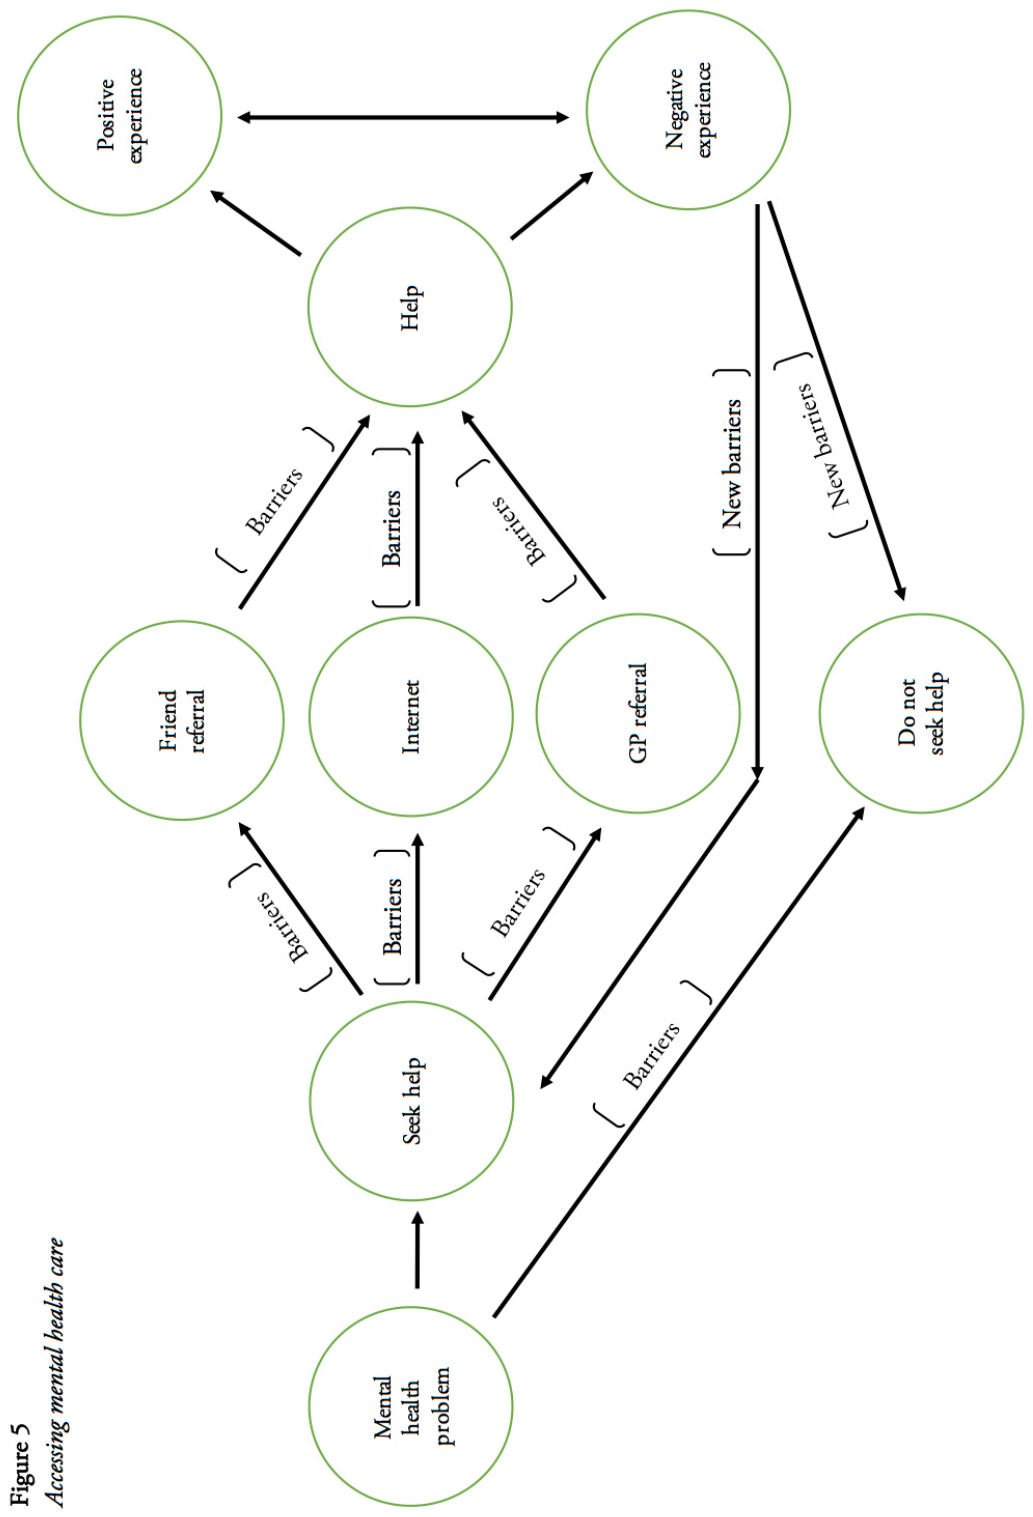 Figure 5
Accessing mental health care
Mental
health
problem
Seek help
Barriers
Barriers
Barriers
Barriers
Friend
referral
Internet
GP referral
Do not
seek help
Barriers
Barriers
Barriers
New barriers
New barriers
Help
Positive
experience
Negative
experience